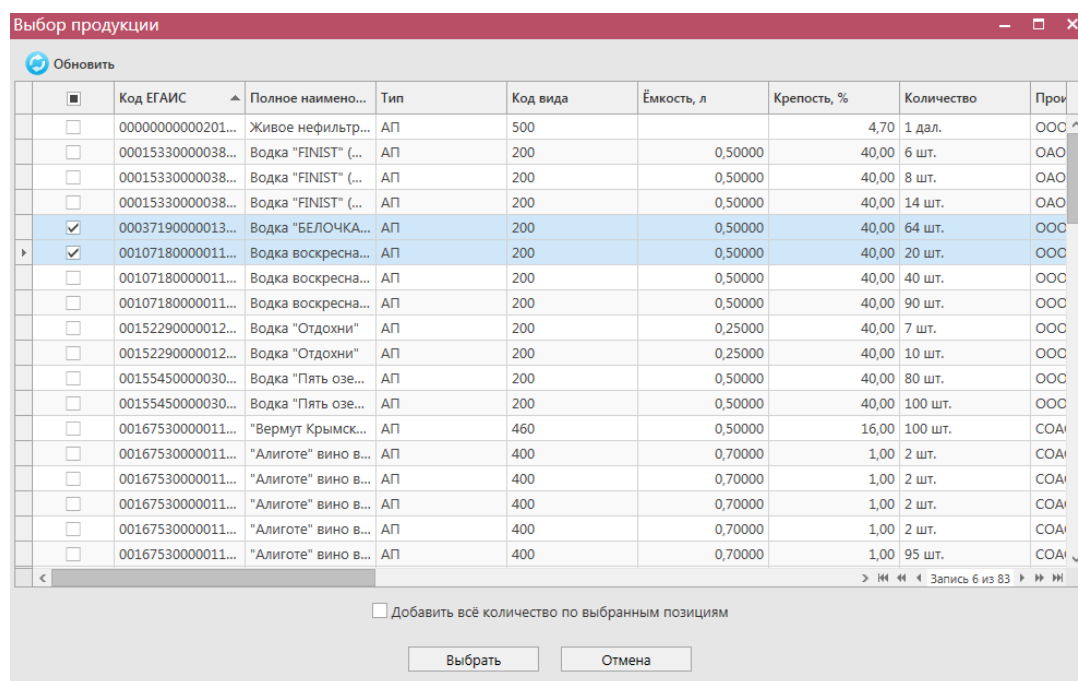 Выбор продукции
Обновить
Код ЕГАИС Полное наимено... Тип Код вида Ёмкость, л Крепость, % Количество Прои
00000000000201... Живое нефильтр... АП 500 4,70 1 дал. ООО
00015330000038... Водка "FINIST" (... АП 200 0,50000 40,00 6 шт. ОАО
00015330000038... Водка "FINIST" (... АП 200 0,50000 40,00 8 шт. ОАО
00015330000038... Водка "FINIST" (... АП 200 0,50000 40,00 14 шт. ОАО
00037190000013... Водка "БЕЛОЧКА... АП 200 0,50000 40,00 64 шт. ООО
00107180000011... Водка воскресна... АП 200 0,50000 40,00 20 шт. ООО
00107180000011... Водка воскресна... АП 200 0,50000 40,00 40 шт. ООО
00107180000011... Водка воскресна... АП 200 0,50000 40,00 90 шт. ООО
00152290000012... Водка "Отдохни" АП 200 0,25000 40,00 7 шт. ООО
00152290000012... Водка "Отдохни" АП 200 0,25000 40,00 10 шт. ООО
00155450000030... Водка "Пять озе... АП 200 0,50000 40,00 80 шт. ООО
00155450000030... Водка "Пять озе... АП 200 0,50000 40,00 100 шт. ООО
00167530000011... "Вермут Крымск... АП 460 0,50000 16,00 100 шт. СОА
00167530000011... "Алиготе" вино в... АП 400 0,70000 1,00 2 шт. СОА
00167530000011... "Алиготе" вино в... АП 400 0,70000 1,00 2 шт. СОА
00167530000011... "Алиготе" вино в... АП 400 0,70000 1,00 2 шт. СОА
00167530000011... "Алиготе" вино в... АП 400 0,70000 1,00 2 шт. СОА
00167530000011... "Алиготе" вино в... АП 400 0,70000 1,00 95 шт. СОА
Запись 6 из 83
Добавить всё количество по выбранным позициям
Выбрать Отмена